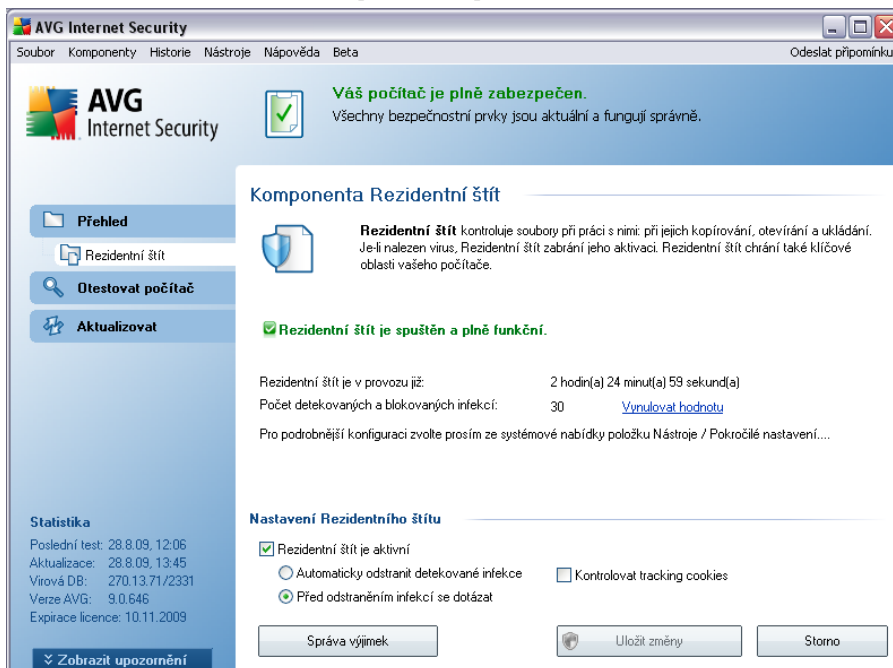 AVG Internet Security
Soubor Komponenty Historie Nástroje Nápověda Beta Odeslat připomínku
AVG
Internet Security
Váš počítač je plně zabezpečen.
Všechny bezpečnostní prvky jsou aktuální a fungují správně.
Přehled
Rezidentní štít
Otestovat počítač
Aktualizovat
Komponenta Rezidentní štít
Rezidentní štít kontroluje soubory při práci s nimi: při jejich kopírování, otevírání a ukládání.
Je-li nalezen virus, Rezidentní štít zabrání jeho aktivaci. Rezidentní štít chrání také klíčové
oblasti vašeho počítače.
Rezidentní štít je spuštěn a plně funkční.
Rezidentní štít je v provozu již: 2 hodin(a) 24 minut(a) 59 sekund(a)
Počet detekovaných a blokovaných infekcí: 30 Vynulovat hodnotu
Pro podrobnější konfiguraci zvolte prosím ze systémové nabídky položku Nástroje / Pokročilé nastavení....
Nastavení Rezidentního štítu
Rezidentní štít je aktivní
Automaticky odstranit detekované infekce
Kontrolovat tracking cookies
Před odstraněním infekcí se dotázat
Správa výjimek
Uložit změny
Storno
Statistika
Poslední test: 28.8.09, 12:06
Aktualizace: 28.8.09, 13:45
Virová DB: 270.13.71/2331
Verze AVG: 9.0.646
Expirace licence: 10.11.2009
Zobrazit upozornění